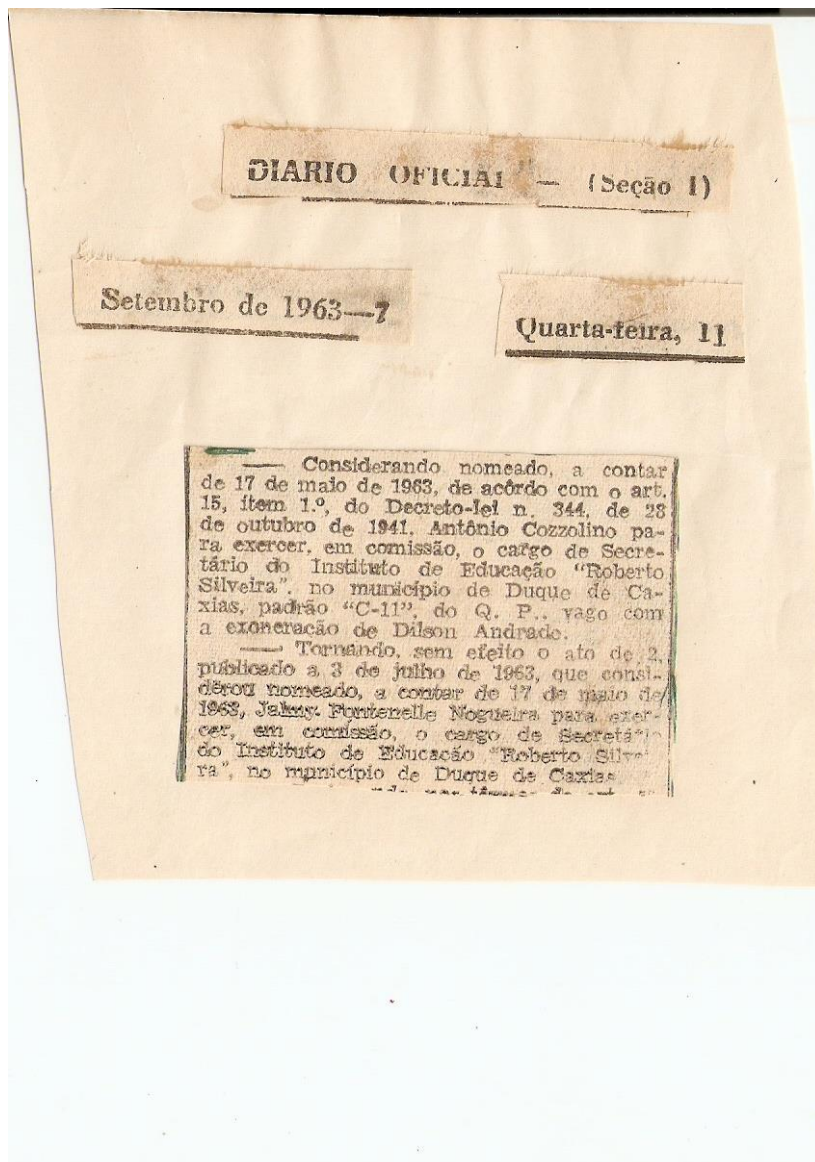 DIARIO OFICIAL — (Seção I)
Setembro de 1963—7
Quarta-feira, 11
— Considerando nomeado, a contar
de 17 de maio de 1963, de acôrdo com o art.
15, ítem 1.º, do Decreto-lei n. 344, de 28
de outubro de 1941, Antônio Cozzolino pa-
ra exercer, em comissão, o cargo de Secre-
tário do Instituto de Educação "Roberto
Silveira", no município de Duque de Ca-
xias, padrão "C-11", do Q. P., vago com
a exoneração de Dilson Andrade.
— Tornando, sem efeito o ato de 2,
publicado a 3 de julho de 1963, que consi-
derou nomeado, a contar de 17 de maio de
1963, Fontenelle Nogueira para exer-
cer, em comissão, o cargo de Secretário
do Instituto de Educação "Roberto Silvei
ra", no município de Duque de Caxias